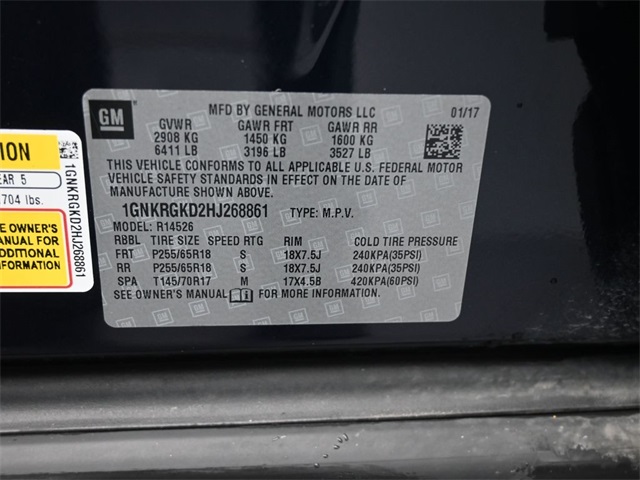 GM
MFD BY GENERAL MOTORS LLC 01/17
GVWR GAWR FRT GAWR RR
2908 KG 1450 KG 1600 KG
6411 LB 3196 LB 3527 LB
THIS VEHICLE CONFORMS TO ALL APPLICABLE U.S. FEDERAL MOTOR
VEHICLE SAFETY STANDARDS IN EFFECT ON THE DATE OF
MANUFACTURE SHOWN ABOVE.
1GNKRGKD2HJ268861 TYPE: M.P.V.
MODEL: R14526
RBBL TIRE SIZE SPEED RTG RIM COLD TIRE PRESSURE
FRT P255/65R18 S 18X7.5J 240KPA(35PSI)
RR P255/65R18 S 18X7.5J 240KPA(35PSI)
SPA T145/70R17 M 17X4.5B 420KPA(60PSI)
SEE OWNER'S MANUAL FOR MORE INFORMATION.
ION
EAR 5
704 lbs.
OWNER'S
ANUAL FOR
ADDITIONAL
FORMATION
1GNKRGKD2HJ268861